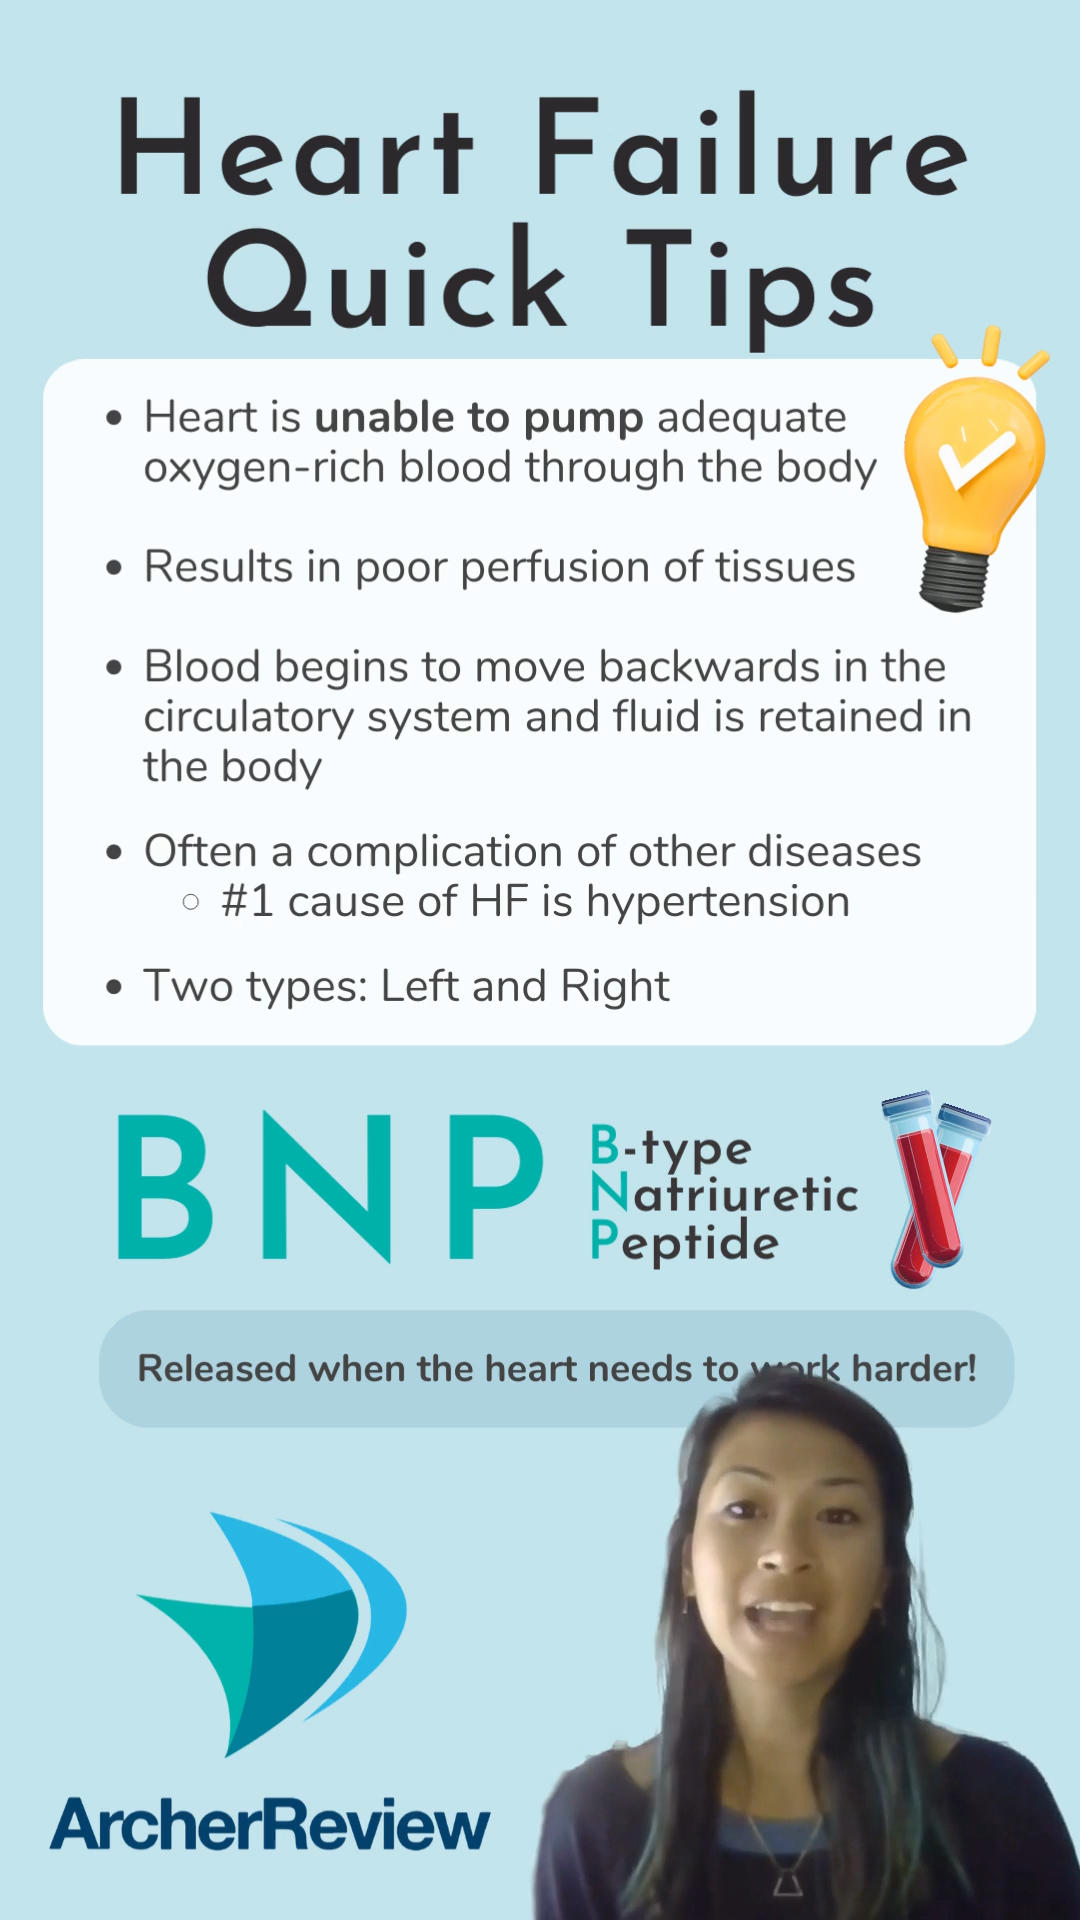 Heart Failure
Quick Tips
• Heart is unable to pump adequate
oxygen-rich blood through the body
• Results in poor perfusion of tissues
• Blood begins to move backwards in the
circulatory system and fluid is retained in
the body
• Often a complication of other diseases
○ #1 cause of HF is hypertension
• Two types: Left and Right
BNP
B-type
Natriuretic
Peptide
Released when the heart needs to work harder!
ArcherReview